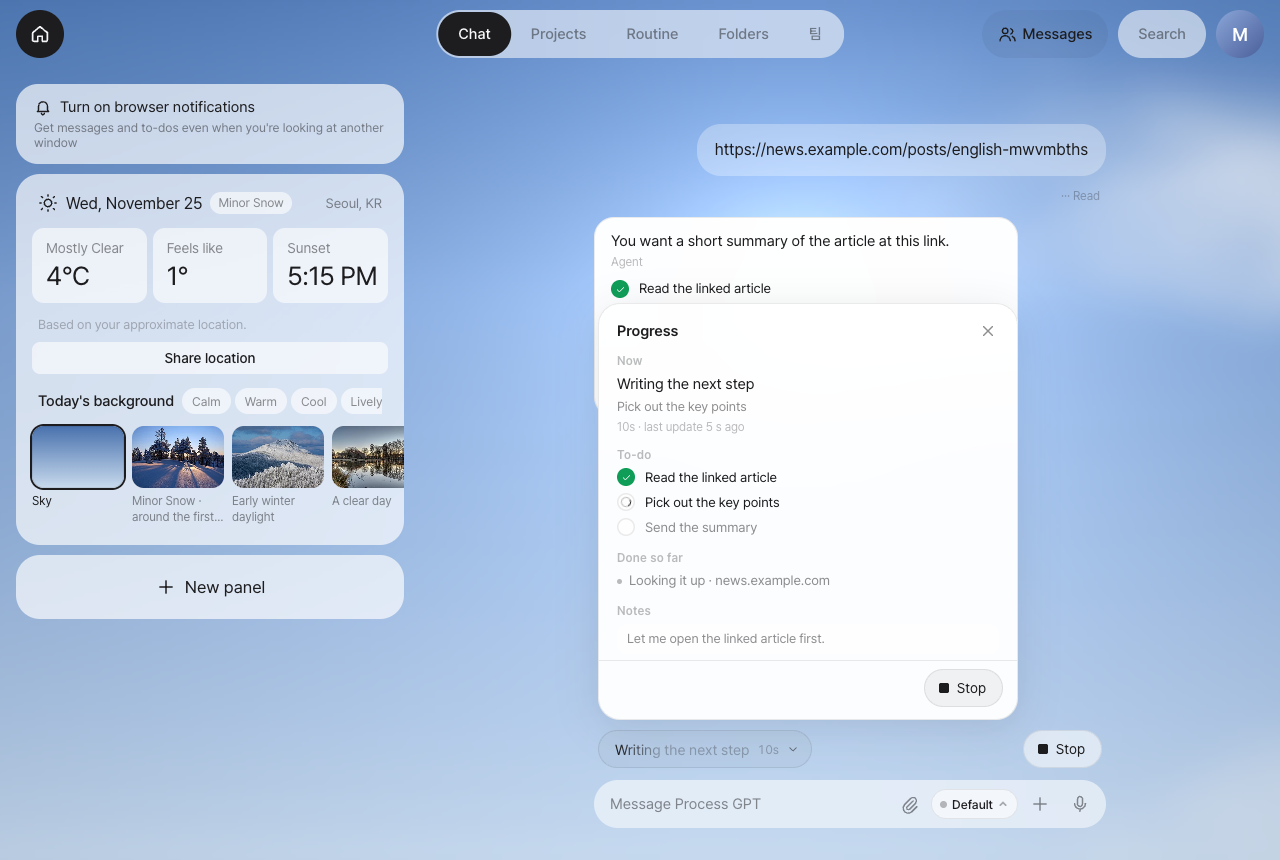 Chat
Projects
Routine
Folders
팀
Messages
Search
M
Turn on browser notifications
Get messages and to-dos even when you're looking at another
window
Wed, November 25
Minor Snow
Seoul, KR
Mostly Clear
4°C
Feels like
1°
Sunset
5:15 PM
Based on your approximate location.
Share location
Today's background
Calm
Warm
Cool
Lively
Sky
Minor Snow ·
around the first...
Early winter
daylight
A clear day
New panel
https://news.example.com/posts/english-mwvmbths
··· Read
You want a short summary of the article at this link.
Agent
Read the linked article
Progress
Now
Writing the next step
Pick out the key points
10s · last update 5 s ago
To-do
Read the linked article
Pick out the key points
Send the summary
Done so far
Looking it up · news.example.com
Notes
Let me open the linked article first.
Stop
Writing the next step 10s
Stop
Message Process GPT
Default